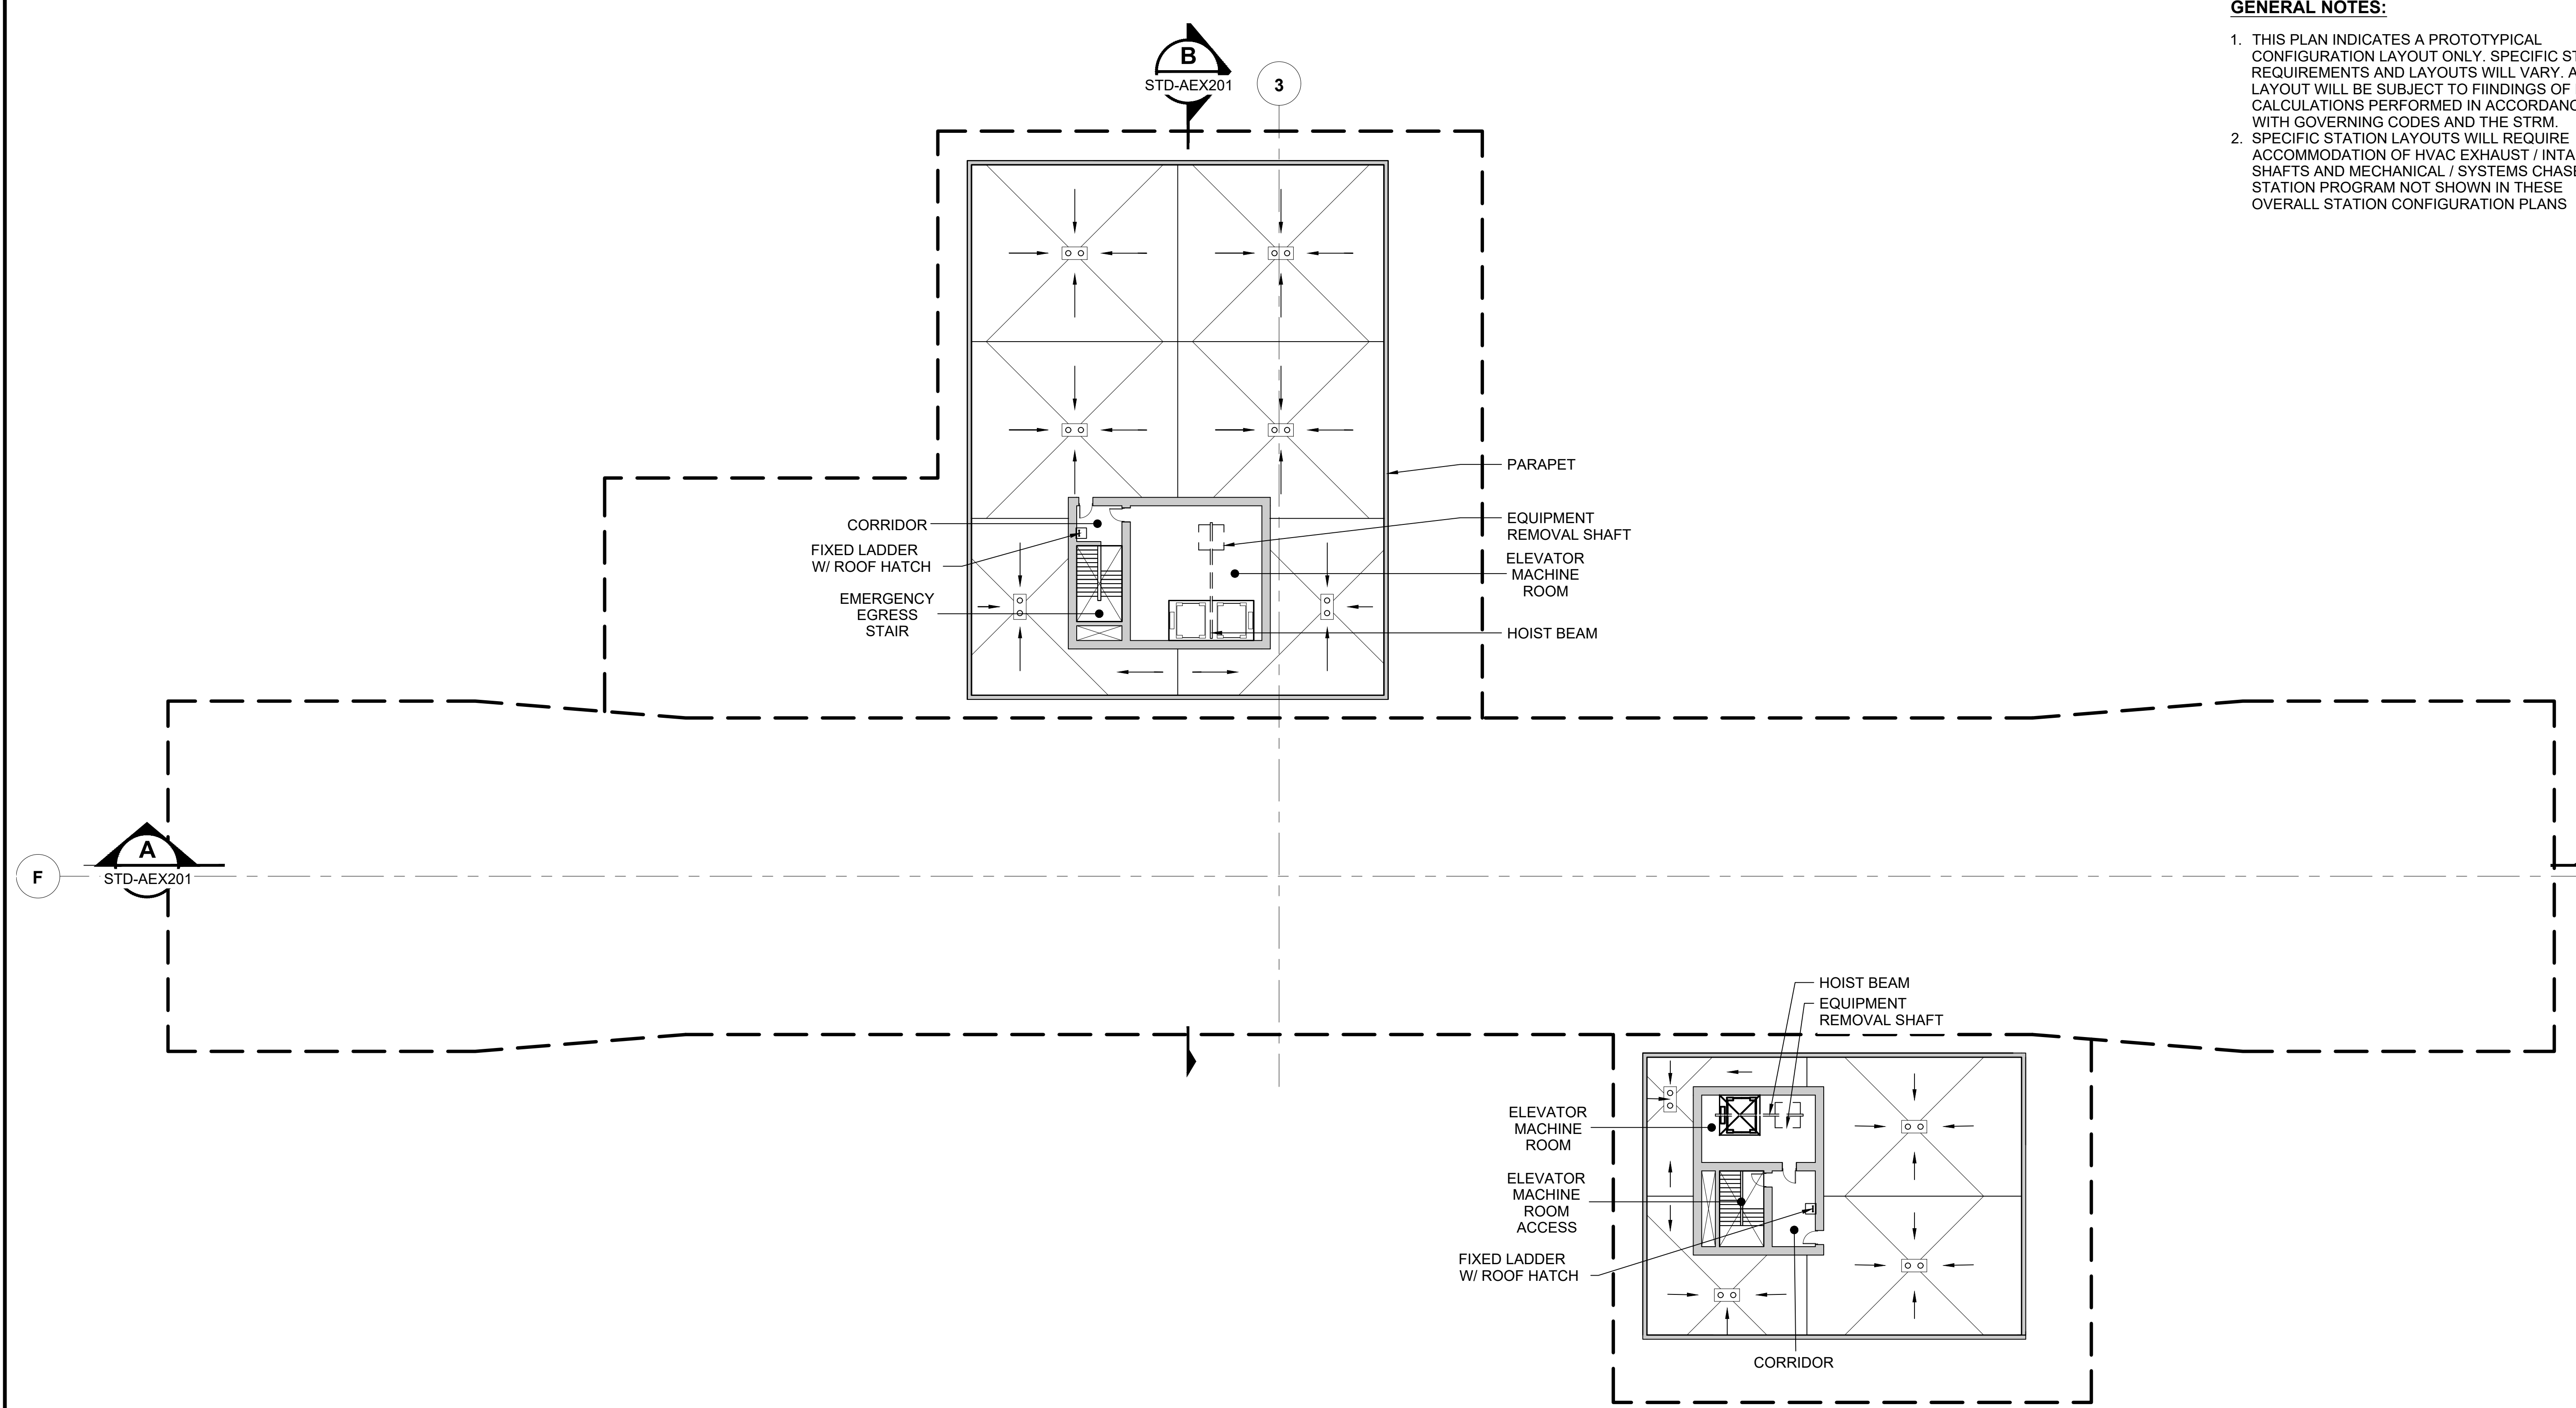 GENERAL NOTES:
1. THIS PLAN INDICATES A PROTOTYPICAL
CONFIGURATION LAYOUT ONLY. SPECIFIC
REQUIREMENTS AND LAYOUTS WILL VARY.
LAYOUT WILL BE SUBJECT TO FIINDINGS OF
CALCULATIONS PERFORMED IN
WITH GOVERNING CODES AND THE STRM.
2. SPECIFIC STATION LAYOUTS WILL REQUIRE
ACCOMMODATION OF HVAC EXHAUST /
SHAFTS AND MECHANICAL / SYSTEMS
STATION PROGRAM NOT SHOWN IN THESE
OVERALL STATION CONFIGURATION PLANS
B
STD-AEX201
3
PARAPET
CORRIDOR
EQUIPMENT
REMOVAL SHAFT
FIXED LADDER
W/ ROOF HATCH
ELEVATOR
MACHINE
ROOM
EMERGENCY
EGRESS
STAIR
HOIST BEAM
F
A
STD-AEX201
HOIST BEAM
EQUIPMENT
REMOVAL SHAFT
ELEVATOR
MACHINE
ROOM
ELEVATOR
MACHINE
ROOM
ACCESS
FIXED LADDER
W/ ROOF HATCH
CORRIDOR